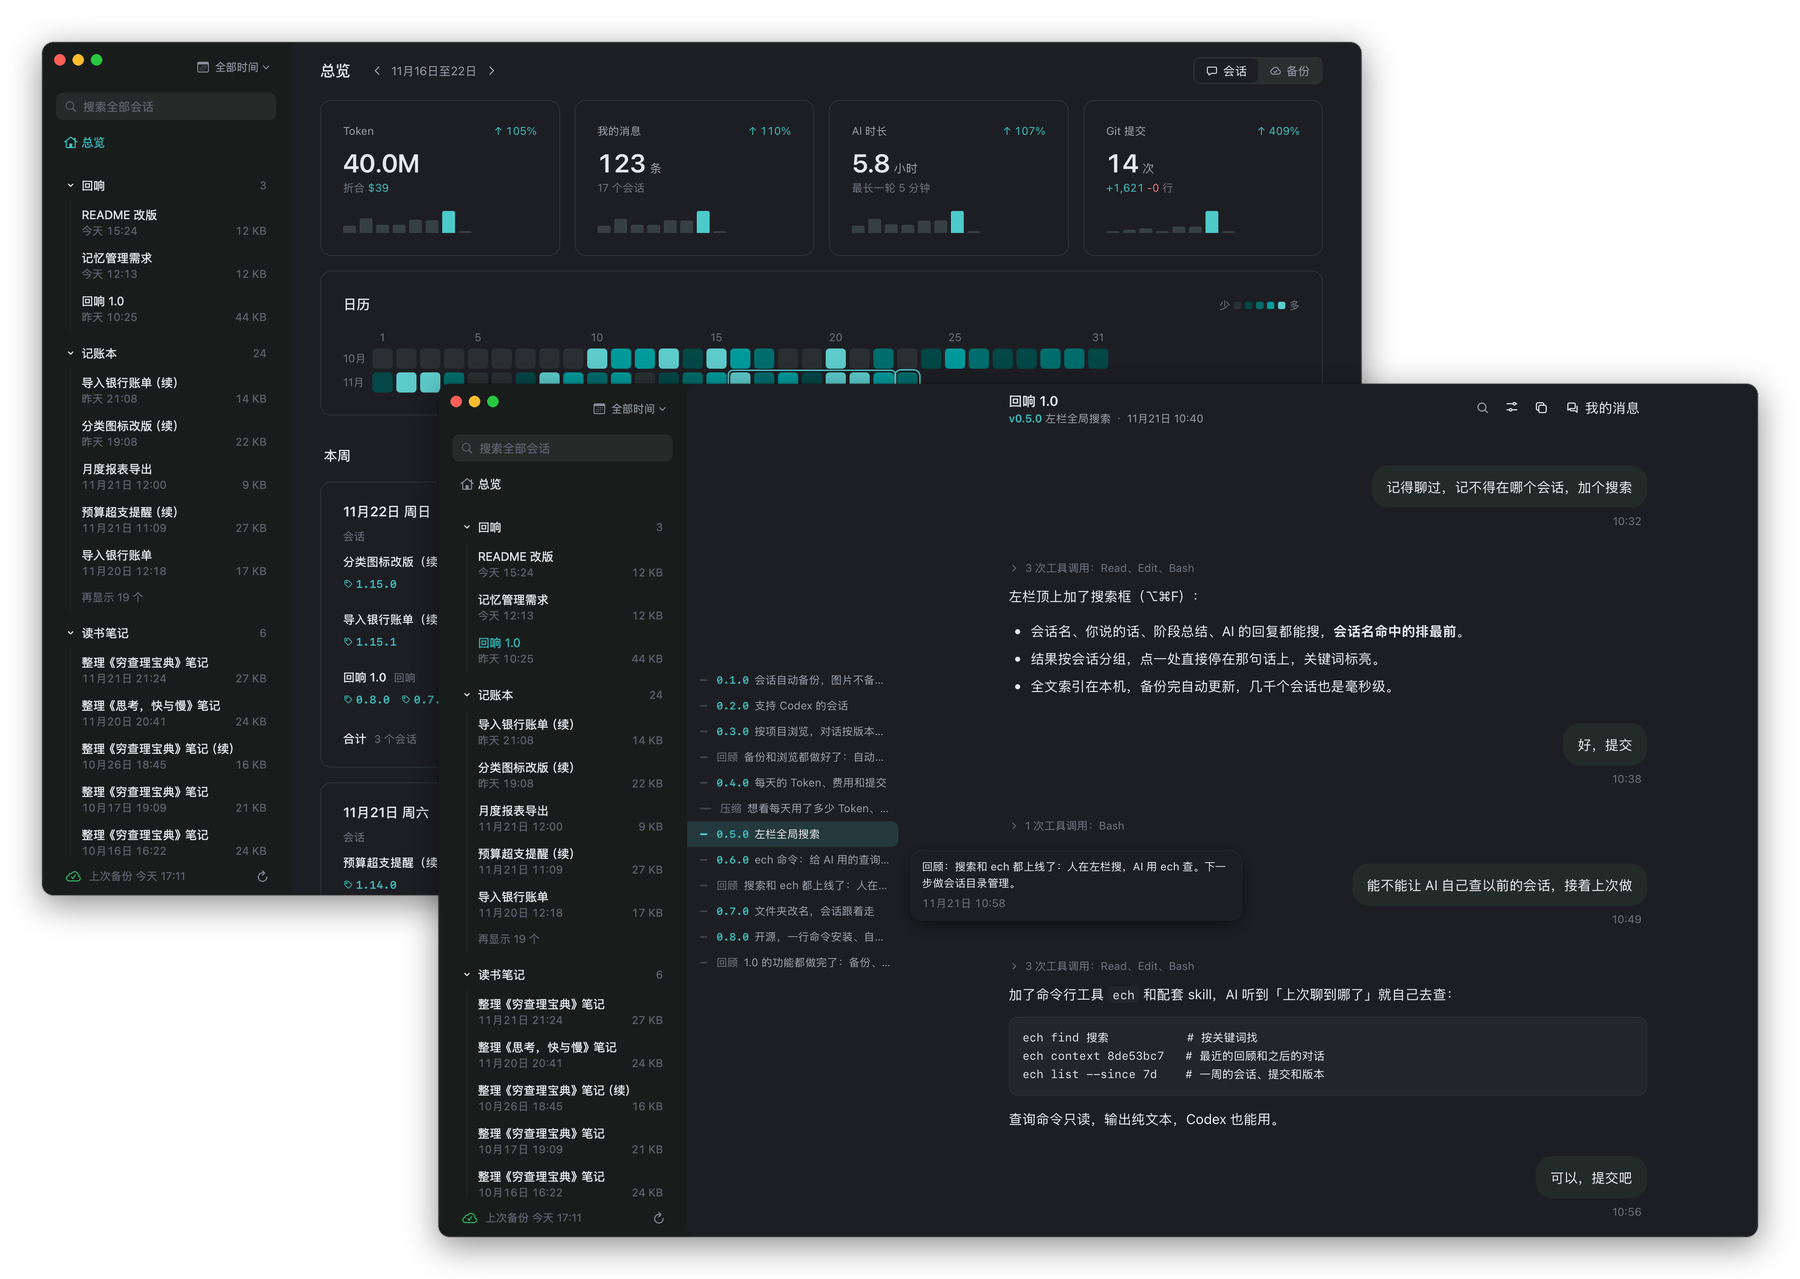 全部时间
搜索全部会话
总览
回响 3
README 改版
今天 15:24 12 KB
记忆管理需求
今天 12:13 12 KB
回响 1.0
昨天 10:25 44 KB
记账本 24
导入银行账单 (续)
昨天 21:08 14 KB
分类图标改版 (续)
昨天 19:08 22 KB
月度报表导出
11月21日 12:00 9 KB
预算超支提醒 (续)
11月21日 11:09 27 KB
导入银行账单
11月20日 12:18 17 KB
再显示 19 个
读书笔记 6
整理《穷查理宝典》笔记
11月21日 21:24 27 KB
整理《思考，快与慢》笔记
11月20日 20:41 24 KB
整理《穷查理宝典》笔记 (续)
10月26日 18:45 16 KB
整理《穷查理宝典》笔记
10月17日 19:09 21 KB
整理《穷查理宝典》笔记
10月16日 16:22 24 KB
上次备份 今天 17:11
总览 11月16日至22日
会话 备份
Token ↑ 105%
40.0M
折合 $39
我的消息 ↑ 110%
123 条
17 个会话
AI 时长 ↑ 107%
5.8 小时
最长一轮 5 分钟
Git 提交 ↑ 409%
14 次
+1,621 -0 行
日历
少 多
1 5 10 15 20 25 31
10月
11月
本周
11月22日 周日
会话
分类图标改版（续
1.15.0
导入银行账单（续
1.15.1
回响 1.0 回响
0.8.0 0.7.
合计 3 个会话
11月21日 周六
会话
预算超支提醒（续
1.14.0
全部时间
搜索全部会话
总览
回响 3
README 改版
今天 15:24 12 KB
记忆管理需求
今天 12:13 12 KB
回响 1.0
昨天 10:25 44 KB
记账本 24
导入银行账单 (续)
昨天 21:08 14 KB
分类图标改版 (续)
昨天 19:08 22 KB
月度报表导出
11月21日 12:00 9 KB
预算超支提醒 (续)
11月21日 11:09 27 KB
导入银行账单
11月20日 12:18 17 KB
再显示 19 个
读书笔记 6
整理《穷查理宝典》笔记
11月21日 21:24 27 KB
整理《思考，快与慢》笔记
11月20日 20:41 24 KB
整理《穷查理宝典》笔记 (续)
10月26日 18:45 16 KB
整理《穷查理宝典》笔记
10月17日 19:09 21 KB
整理《穷查理宝典》笔记
10月16日 16:22 24 KB
上次备份 今天 17:11
0.1.0 会话自动备份，图片不备...
0.2.0 支持 Codex 的会话
0.3.0 按项目浏览，对话按版本...
回顾 备份和浏览都做好了：自动...
0.4.0 每天的 Token、费用和提交
压缩 想看每天用了多少 Token、...
0.5.0 左栏全局搜索
0.6.0 ech 命令：给 AI 用的查询...
回顾 搜索和 ech 都上线了：人在...
0.7.0 文件夹改名，会话跟着走
0.8.0 开源，一行命令安装、自...
回顾 1.0 的功能都做完了：备份、...
回顾：搜索和 ech 都上线了：人在左栏搜，AI 用 ech 查。下一
步做会话目录管理。
11月21日 10:58
回响 1.0
v0.5.0 左栏全局搜索 · 11月21日 10:40
我的消息
记得聊过，记不得在哪个会话，加个搜索
10:32
3 次工具调用：Read、Edit、Bash
左栏顶上加了搜索框（⌥⌘F）：
• 会话名、你说的话、阶段总结、AI 的回复都能搜，会话名命中的排最前。
• 结果按会话分组，点一处直接停在那句话上，关键词标亮。
• 全文索引在本机，备份完自动更新，几千个会话也是毫秒级。
好，提交
10:38
1 次工具调用：Bash
能不能让 AI 自己查以前的会话，接着上次做
10:49
3 次工具调用：Read、Edit、Bash
加了命令行工具 ech 和配套 skill，AI 听到「上次聊到哪了」就自己去查：
ech find 搜索 # 按关键词找
ech context 8de53bc7 # 最近的回顾和之后的对话
ech list --since 7d # 一周的会话、提交和版本
查询命令只读，输出纯文本，Codex 也能用。
可以，提交吧
10:56